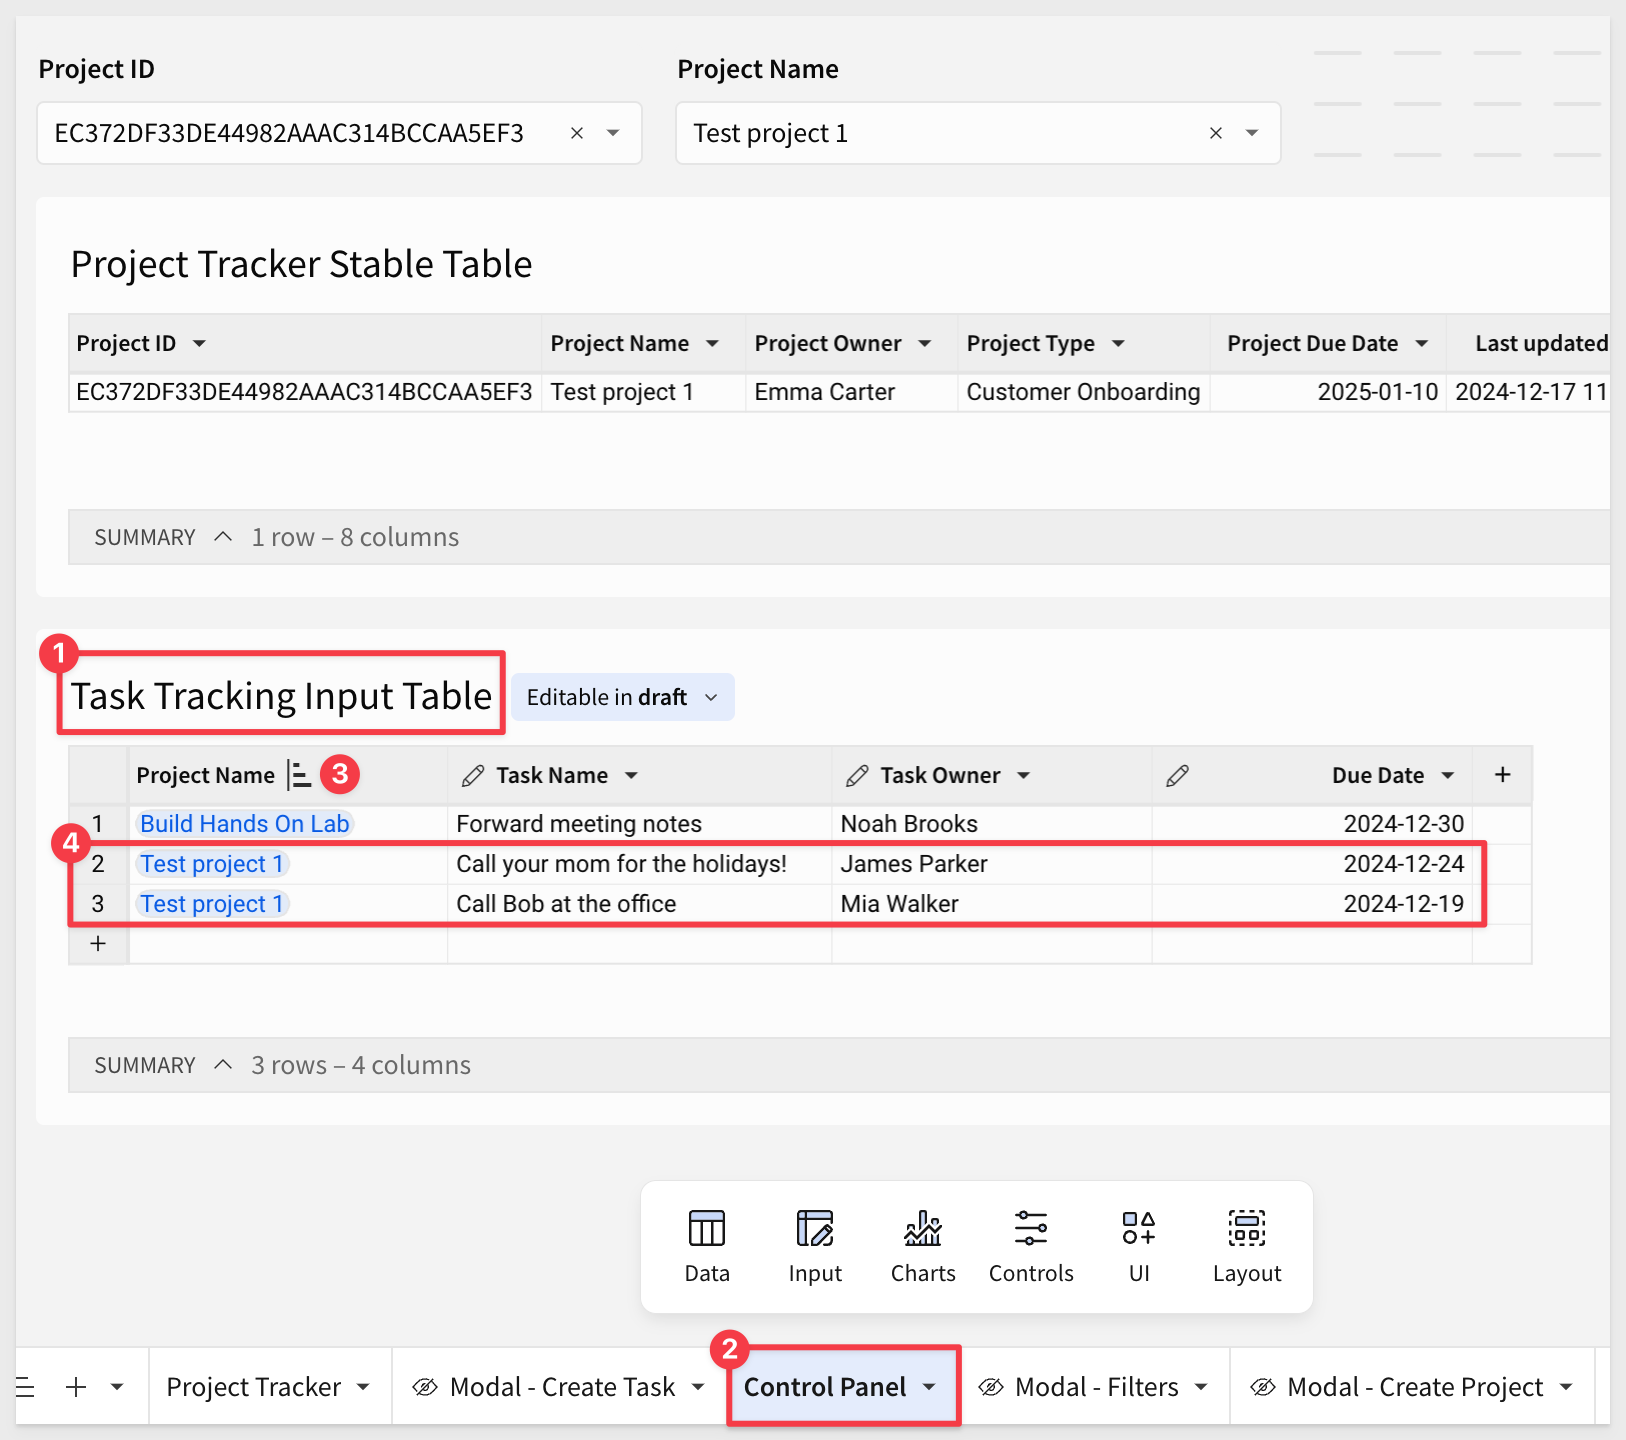 Project ID
Project Name
EC372DF33DE44982AAAC314BCCAA5EF3
Test project 1
Project Tracker Stable Table
Project ID Project Name Project Owner Project Type Project Due Date Last updated
EC372DF33DE44982AAAC314BCCAA5EF3 Test project 1 Emma Carter Customer Onboarding 2025-01-10 2024-12-17 11
SUMMARY 1 row – 8 columns
1
Task Tracking Input Table Editable in draft
Project Name 3 Task Name Task Owner Due Date +
1 Build Hands On Lab Forward meeting notes Noah Brooks 2024-12-30
4
2 Test project 1 Call your mom for the holidays! James Parker 2024-12-24
3 Test project 1 Call Bob at the office Mia Walker 2024-12-19
+
SUMMARY 3 rows – 4 columns
Data Input Charts Controls UI Layout
2
+ Project Tracker Modal - Create Task Control Panel Modal - Filters Modal - Create Project